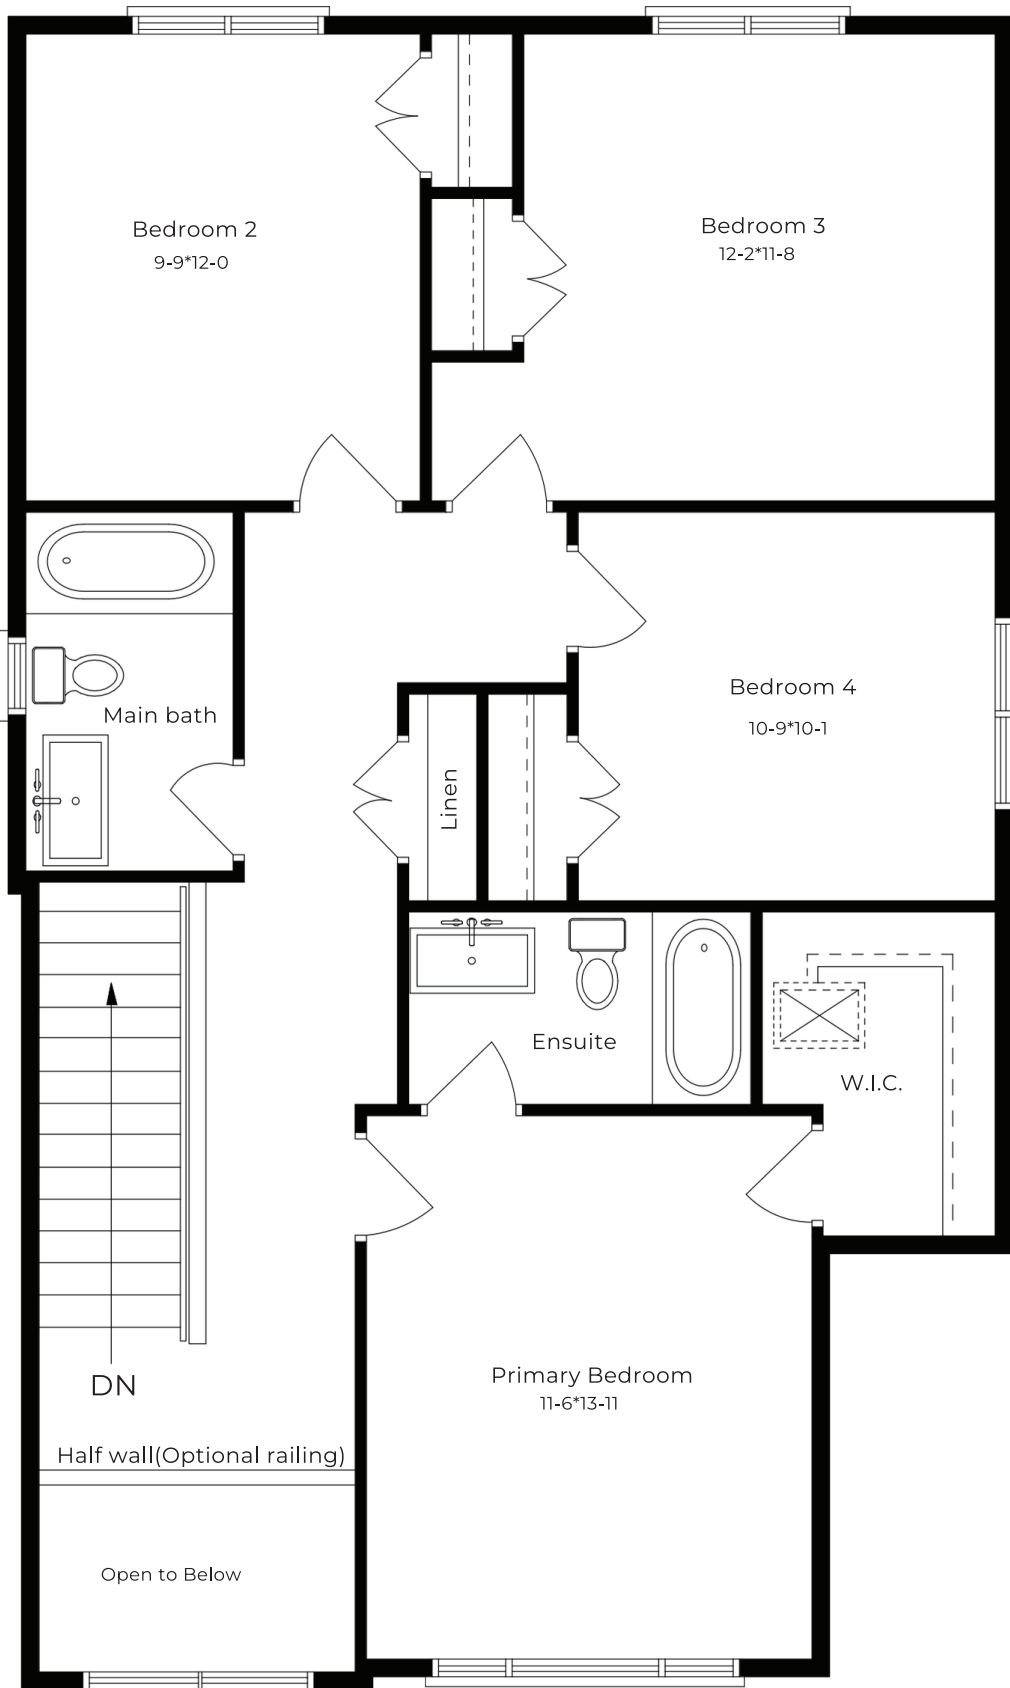 Bedroom 2
9-9*12-0
Bedroom 3
12-2*11-8
Main bath
Bedroom 4
10-9*10-1
Linen
Ensuite
W.I.C.
DN
Primary Bedroom
11-6*13-11
Half wall(Optional railing)
Open to Below